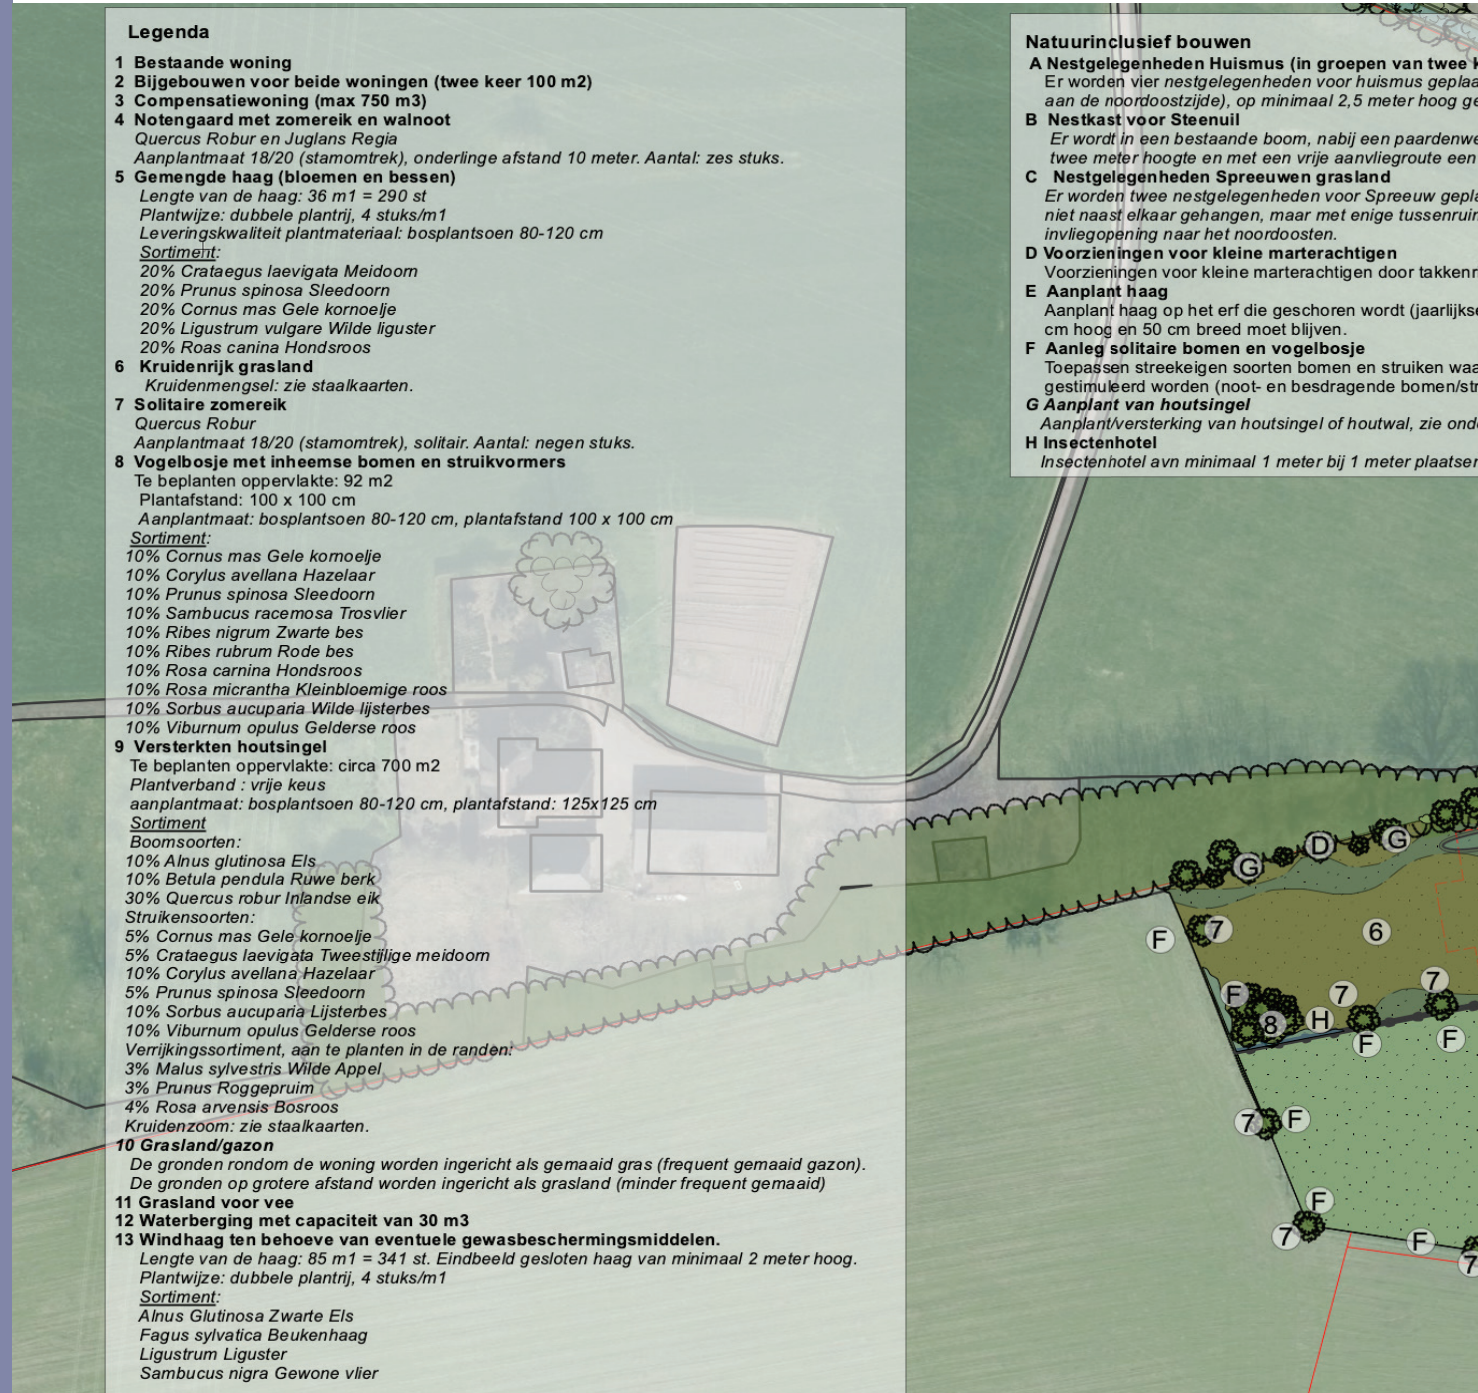 Legenda
1 Bestaande woning
2 Bijgebouwen voor beide woningen (twee keer 100 m2)
3 Compensatiewoning (max 750 m3)
4 Notengaard met zomereik en walnoot
Quercus Robur en Juglans Regia
Aanplantmaat 18/20 (stamomtrek), onderlinge afstand 10 meter. Aantal: zes stuks.
5 Gemengde haag (bloemen en bessen)
Lengte van de haag: 36 m1 = 290 st
Plantwijze: dubbele plantrij, 4 stuks/m1
Leveringskwaliteit plantmateriaal: bosplantsoen 80-120 cm
Sortiment:
20% Crataegus laevigata Meidoorn
20% Prunus spinosa Sleedoorn
20% Cornus mas Gele kornoelje
20% Ligustrum vulgare Wilde liguster
20% Roas canina Hondsroos
6 Kruidenrijk grasland
Kruidenmengsel: zie staalkaarten.
7 Solitaire zomereik
Quercus Robur
Aanplantmaat 18/20 (stamomtrek), solitair. Aantal: negen stuks.
8 Vogelbosje met inheemse bomen en struikvormers
Te beplanten oppervlakte: 92 m2
Plantafstand: 100 x 100 cm
Aanplantmaat: bosplantsoen 80-120 cm, plantafstand 100 x 100 cm
Sortiment:
10% Cornus mas Gele kornoelje
10% Corylus avellana Hazelaar
10% Prunus spinosa Sleedoorn
10% Sambucus racemosa Trosvlier
10% Ribes nigrum Zwarte bes
10% Ribes rubrum Rode bes
10% Rosa carnina Hondsroos
10% Rosa micrantha Kleinbloemige roos
10% Sorbus aucuparia Wilde lijsterbes
10% Viburnum opulus Gelderse roos
9 Versterkten houtsingel
Te beplanten oppervlakte: circa 700 m2
Plantverband : vrije keus
aanplantmaat: bosplantsoen 80-120 cm, plantafstand: 125x125 cm
Sortiment
Boomsoorten:
10% Alnus glutinosa Els
10% Betula pendula Ruwe berk
30% Quercus robur Inlandse eik
Struikensoorten:
5% Cornus mas Gele kornoelje
5% Crataegus laevigata Tweestijlige meidoorn
10% Corylus avellana Hazelaar
5% Prunus spinosa Sleedoorn
10% Sorbus aucuparia Lijsterbes
10% Viburnum opulus Gelderse roos
Verrijkingssortiment, aan te planten in de randen:
3% Malus sylvestris Wilde Appel
3% Prunus Roggepruim
4% Rosa arvensis Bosroos
Kruidenzoom: zie staalkaarten.
10 Grasland/gazon
De gronden rondom de woning worden ingericht als gemaaid gras (frequent gemaaid gazon).
De gronden op grotere afstand worden ingericht als grasland (minder frequent gemaaid)
11 Grasland voor vee
12 Waterberging met capaciteit van 30 m3
13 Windhaag ten behoeve van eventuele gewasbeschermingsmiddelen.
Lengte van de haag: 85 m1 = 341 st. Eindbeeld gesloten haag van minimaal 2 meter hoog.
Plantwijze: dubbele plantrij, 4 stuks/m1
Sortiment:
Alnus Glutinosa Zwarte Els
Fagus sylvatica Beukenhaag
Ligustrum Liguster
Sambucus nigra Gewone vlier
Natuurinclusief bouwen
A Nestgelegenheden Huismus (in groepen van twee
Er worden vier nestgelegenheden voor huismus
aan de noordoostzijde), op minimaal 2,5 meter hoog
B Nestkast voor Steenuil
Er wordt in een bestaande boom, nabij een
twee meter hoogte en met een vrije aanvliegroute een
C Nestgelegenheden Spreeuwen grasland
Er worden twee nestgelegenheden voor Spreeuw
niet naast elkaar gehangen, maar met enige
invliegopening naar het noordoosten.
D Voorzieningen voor kleine marterachtigen
Voorzieningen voor kleine marterachtigen door
E Aanplant haag
Aanplant haag op het erf die geschoren wordt
cm hoog en 50 cm breed moet blijven.
F Aanleg solitaire bomen en vogelbosje
Toepassen streekeigen soorten bomen en struiken
gestimuleerd worden (noot- en besdragende
G Aanplant van houtsingel
Aanplant/versterking van houtsingel of houtwal, zie
H Insectenhotel
Insectenhotel avn minimaal 1 meter bij 1 meter
G D G
F 7 6
F 7 7
8 H
F F
7 F
F
7 F
7